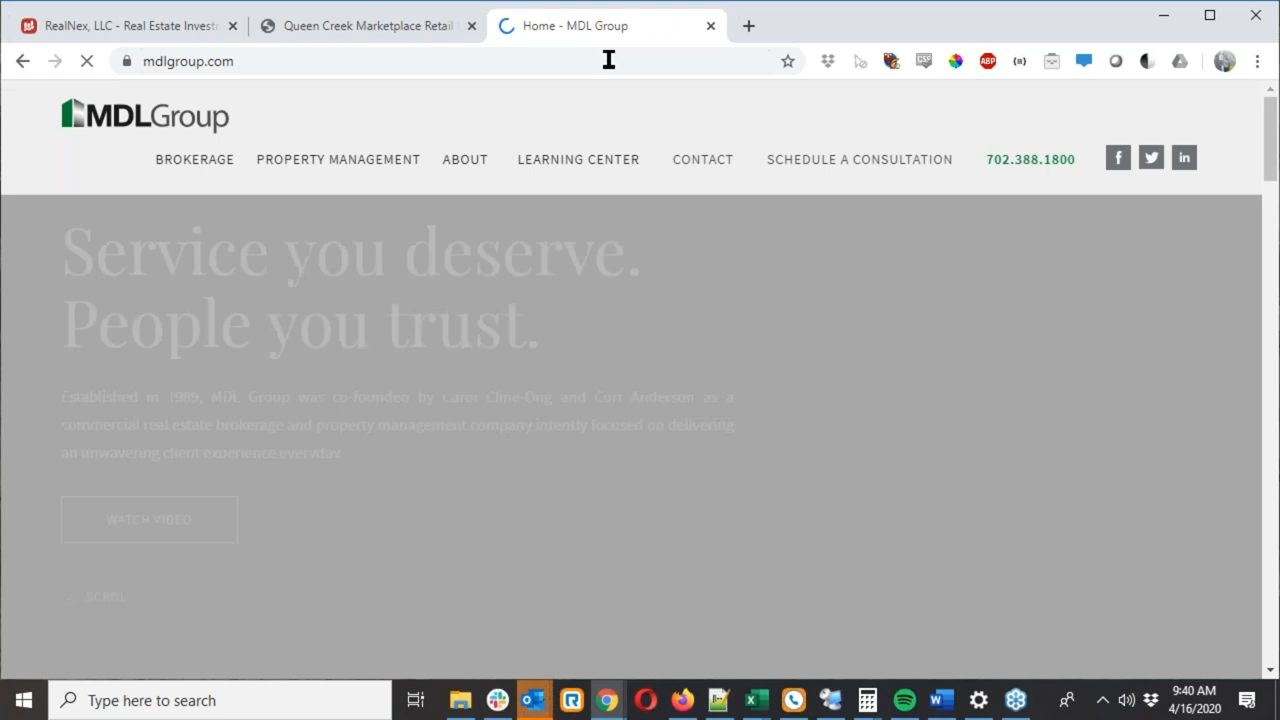 RealNex, LLC - Real Estate Invest
Queen Creek Marketplace Retail
Home - MDL Group
mdlgroup.com
ABP
MDLGroup
BROKERAGE PROPERTY MANAGEMENT ABOUT LEARNING CENTER CONTACT SCHEDULE A CONSULTATION 702.388.1800
Service you deserve.
People you trust.
Established in 1989, MDL Group was co-founded by Carol Cline-Ong and Curt Anderson as a
commercial real estate brokerage and property management company intently focused on delivering
an unwavering client experience everyday.
WATCH VIDEO
SCROLL
Type here to search
9:40 AM
4/16/2020